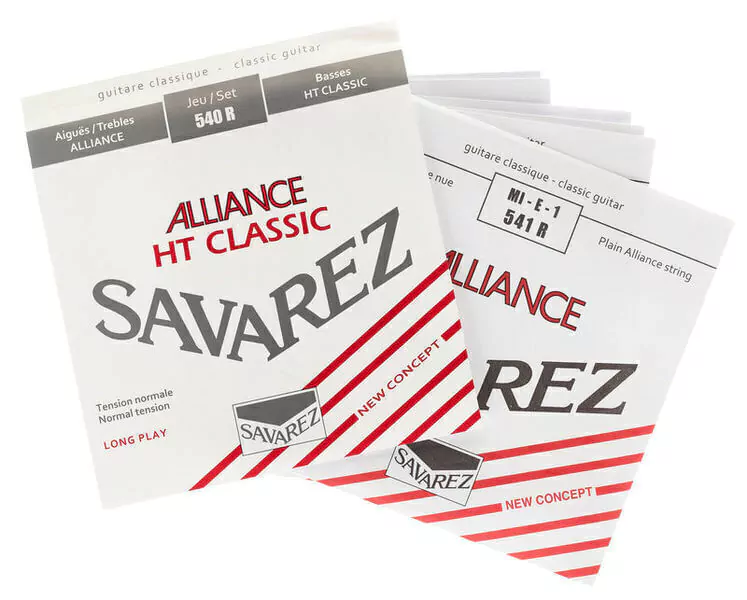 guitare classique - classic guitar
Aiguës / Trebles
ALLIANCE
Jeu / Set
540 R
Basses
HT CLASSIC
ALLIANCE
HT CLASSIC
SAVAREZ
Tension normale
Normal tension
LONG PLAY
SAVAREZ
NEW CONCEPT
guitare classique - classic guitar
e nue
MI - E - 1
541 R
Plain Alliance string
ALLIANCE
REZ
SAVAREZ
NEW CONCEPT